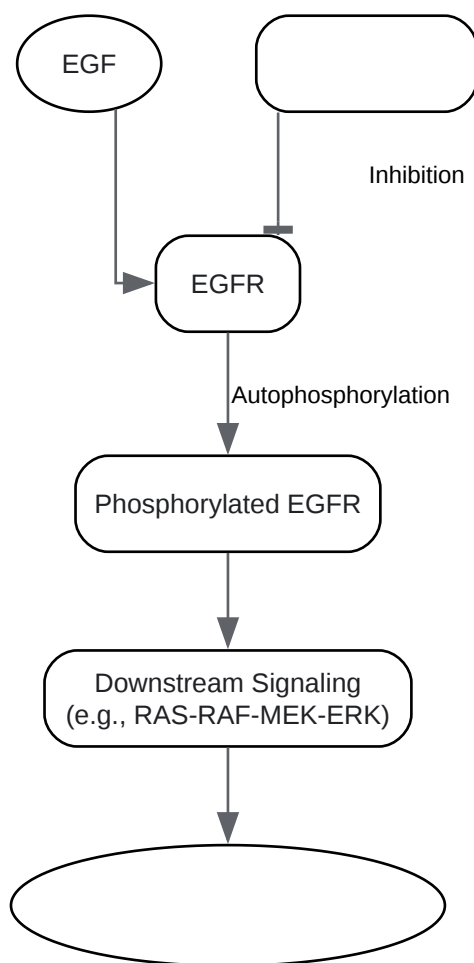 EGF
Inhibition
EGFR
Autophosphorylation
Phosphorylated EGFR
Downstream Signaling
(e.g., RAS-RAF-MEK-ERK)